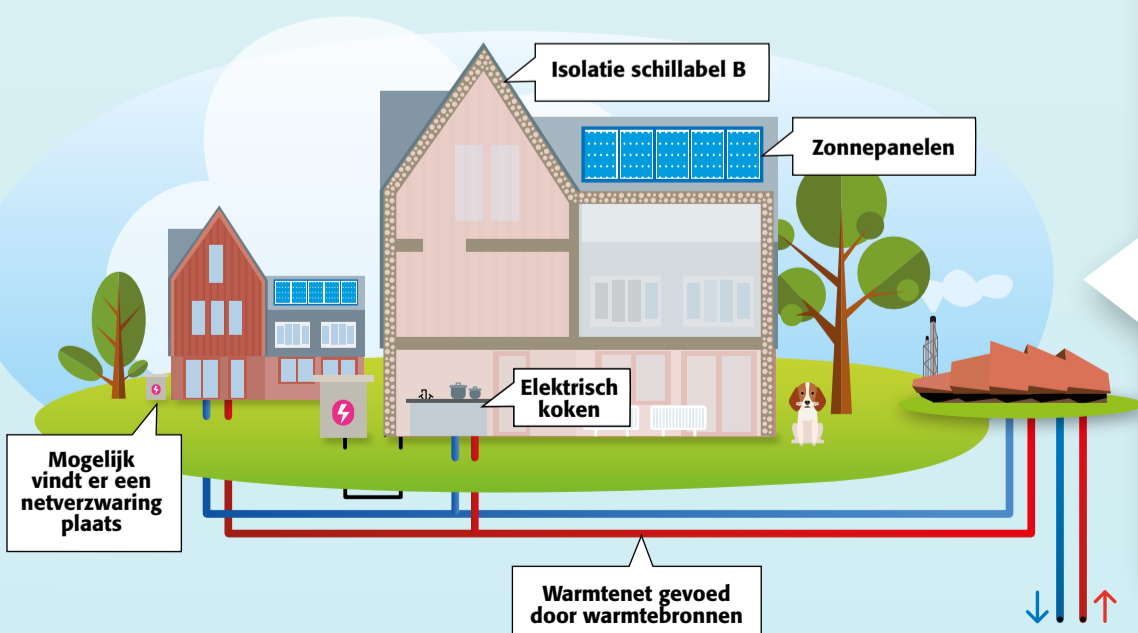 Isolatie schillabel B
Zonnepanelen
Elektrisch
koken
Mogelijk
vindt er een
netverzwaring
plaats
Warmtenet gevoed
door warmtebronnen